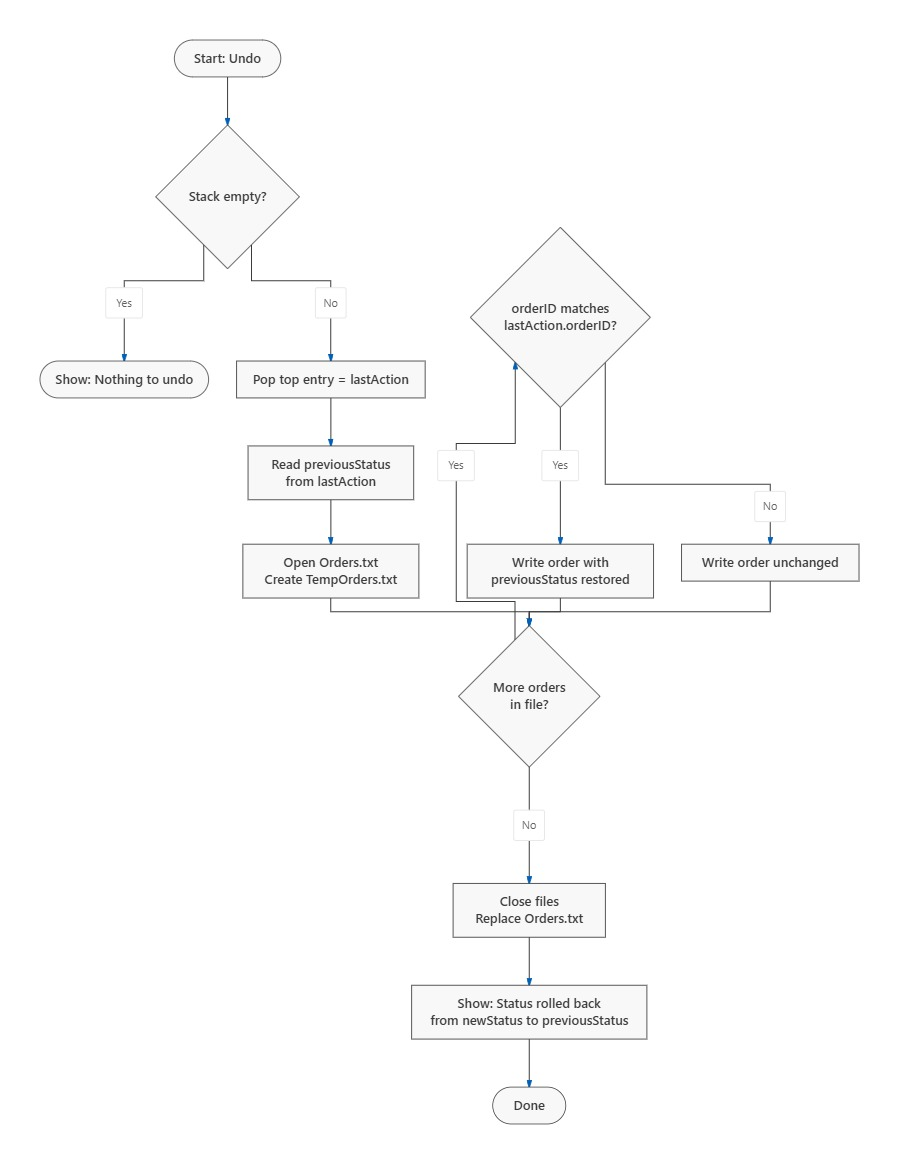 Start: Undo
Stack empty?
Yes
No
Show: Nothing to undo
Pop top entry = lastAction
Read previousStatus
from lastAction
Open Orders.txt
Create TempOrders.txt
orderID matches
lastAction.orderID?
Yes
Yes
No
Write order with
previousStatus restored
Write order unchanged
More orders
in file?
No
Close files
Replace Orders.txt
Show: Status rolled back
from newStatus to previousStatus
Done